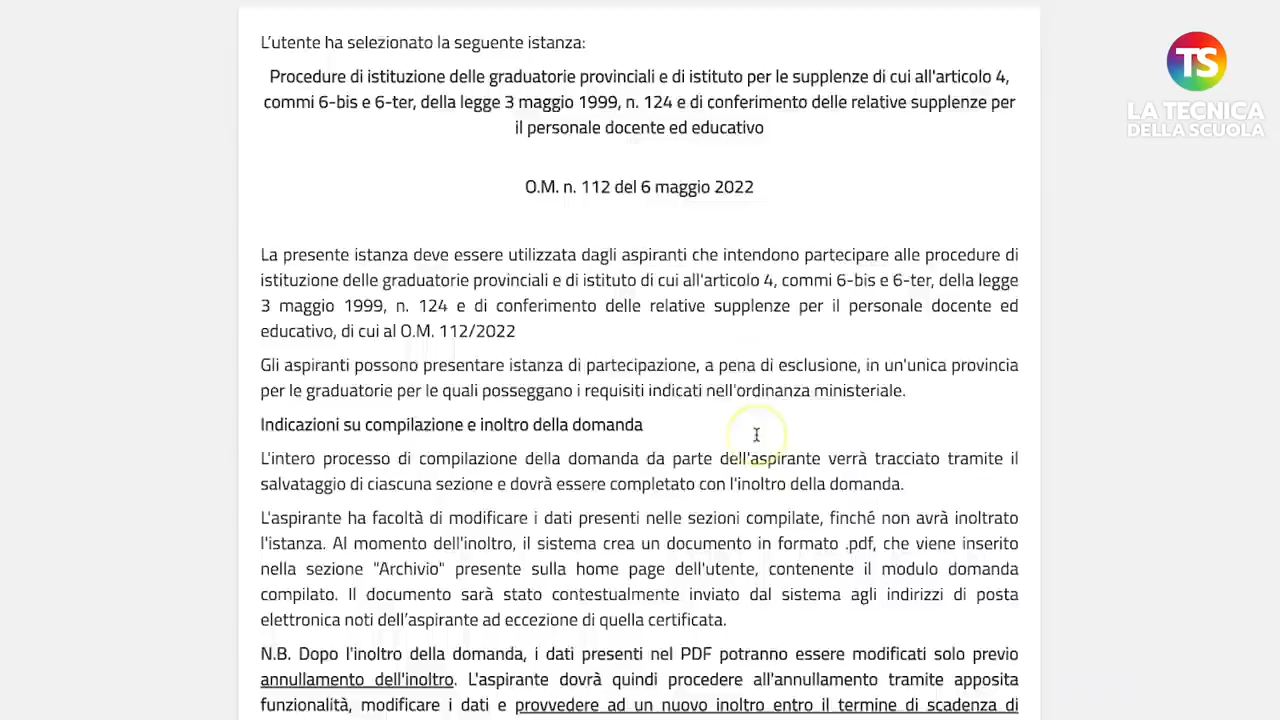 L'utente ha selezionato la seguente istanza:
Procedure di istituzione delle graduatorie provinciali e di istituto per le supplenze di cui all'articolo 4,
commi 6-bis e 6-ter, della legge 3 maggio 1999, n. 124 e di conferimento delle relative supplenze per
il personale docente ed educativo
O.M. n. 112 del 6 maggio 2022
La presente istanza deve essere utilizzata dagli aspiranti che intendono partecipare alle procedure di
istituzione delle graduatorie provinciali e di istituto di cui all'articolo 4, commi 6-bis e 6-ter, della legge
3 maggio 1999, n. 124 e di conferimento delle relative supplenze per il personale docente ed
educativo, di cui al O.M. 112/2022
Gli aspiranti possono presentare istanza di partecipazione, a pena di esclusione, in un'unica provincia
per le graduatorie per le quali posseggano i requisiti indicati nell'ordinanza ministeriale.
Indicazioni su compilazione e inoltro della domanda
L'intero processo di compilazione della domanda da parte dell'aspirante verrà tracciato tramite il
salvataggio di ciascuna sezione e dovrà essere completato con l'inoltro della domanda.
L'aspirante ha facoltà di modificare i dati presenti nelle sezioni compilate, finché non avrà inoltrato
l'istanza. Al momento dell'inoltro, il sistema crea un documento in formato .pdf, che viene inserito
nella sezione "Archivio" presente sulla home page dell'utente, contenente il modulo domanda
compilato. Il documento sarà stato contestualmente inviato dal sistema agli indirizzi di posta
elettronica noti dell'aspirante ad eccezione di quella certificata.
N.B. Dopo l'inoltro della domanda, i dati presenti nel PDF potranno essere modificati solo previo
annullamento dell'inoltro. L'aspirante dovrà quindi procedere all'annullamento tramite apposita
funzionalità, modificare i dati e provvedere ad un nuovo inoltro entro il termine di scadenza di
TS
LA TECNICA
DELLA SCUOLA